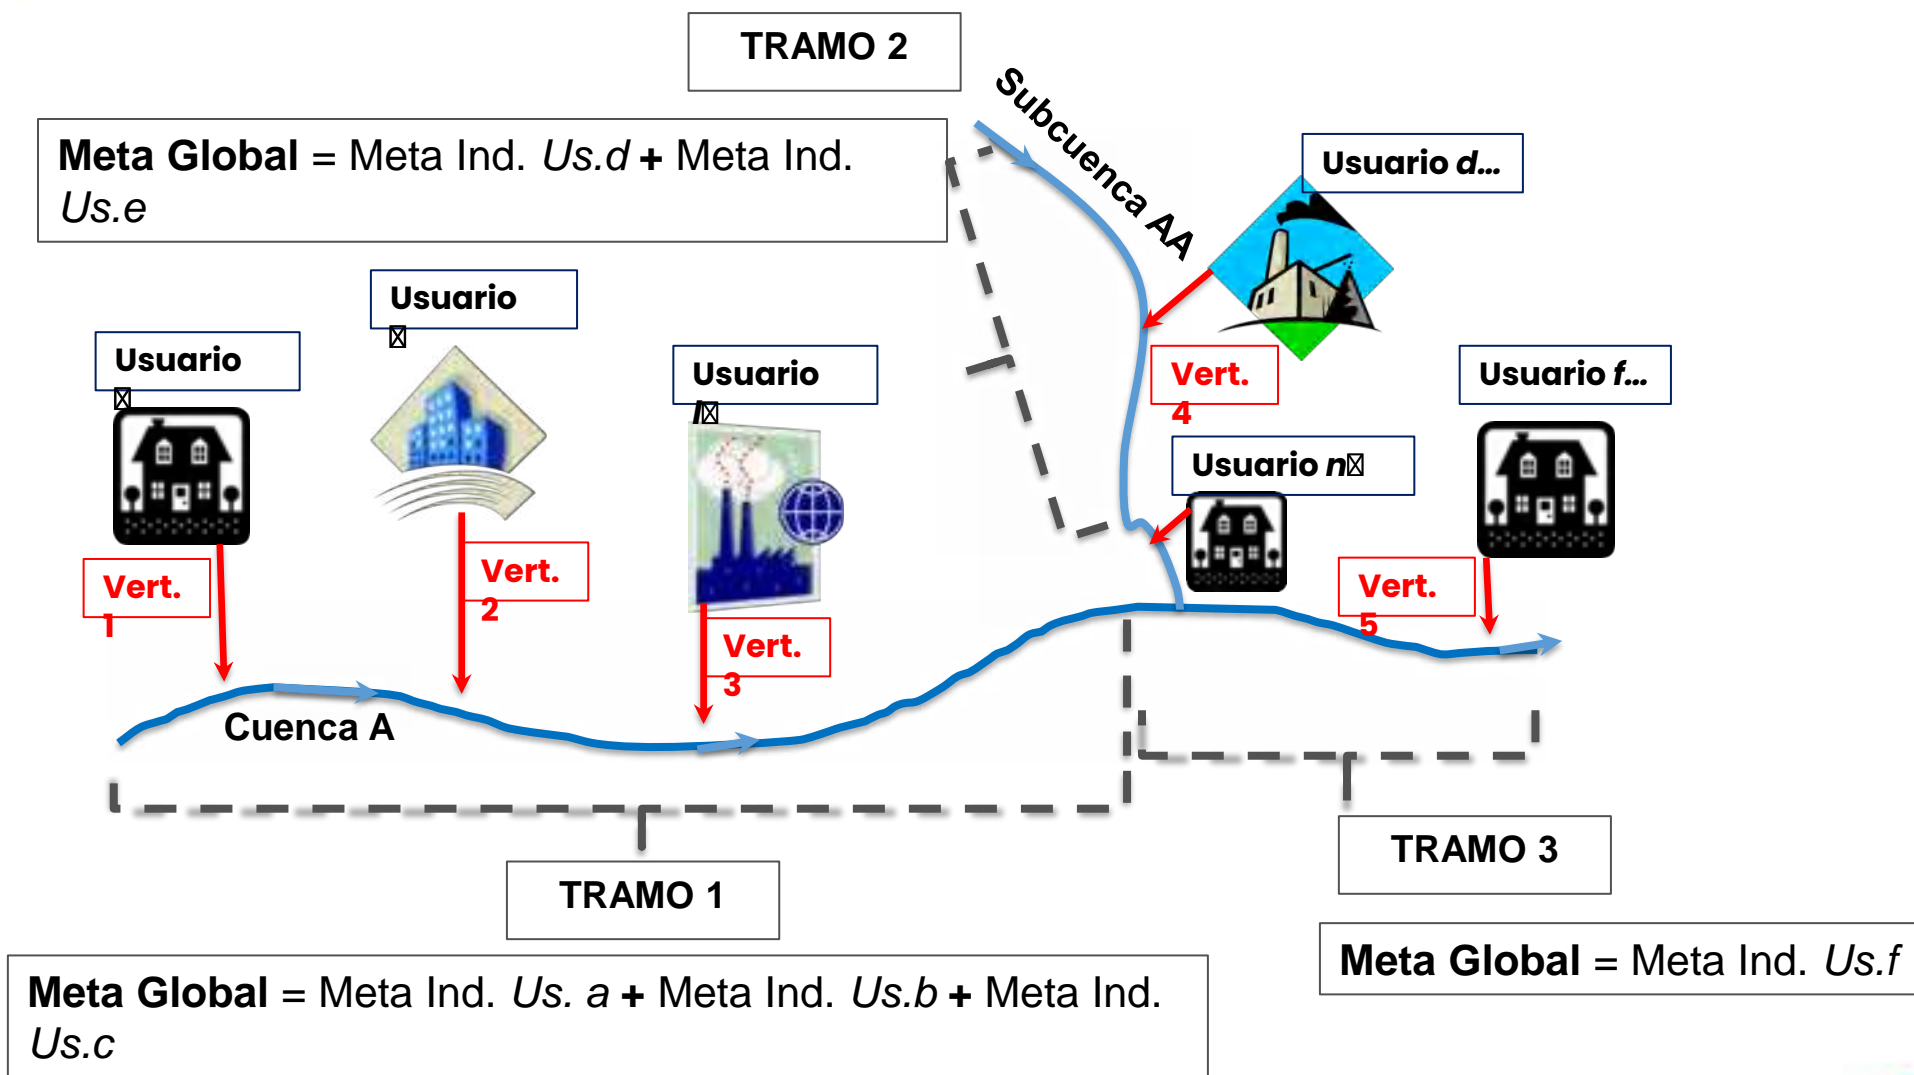 TRAMO 2
Meta Global = Meta Ind. Us.d + Meta Ind.
Us.e
Subcuenca AA
Usuario d...
Usuario
Usuario
Usuario
Vert.
4
Usuario f...
Usuario n
Vert.
1
Vert.
2
Vert.
3
Vert.
5
Cuenca A
TRAMO 1
TRAMO 3
Meta Global = Meta Ind. Us.f
Meta Global = Meta Ind. Us. a + Meta Ind. Us.b + Meta Ind.
Us.c